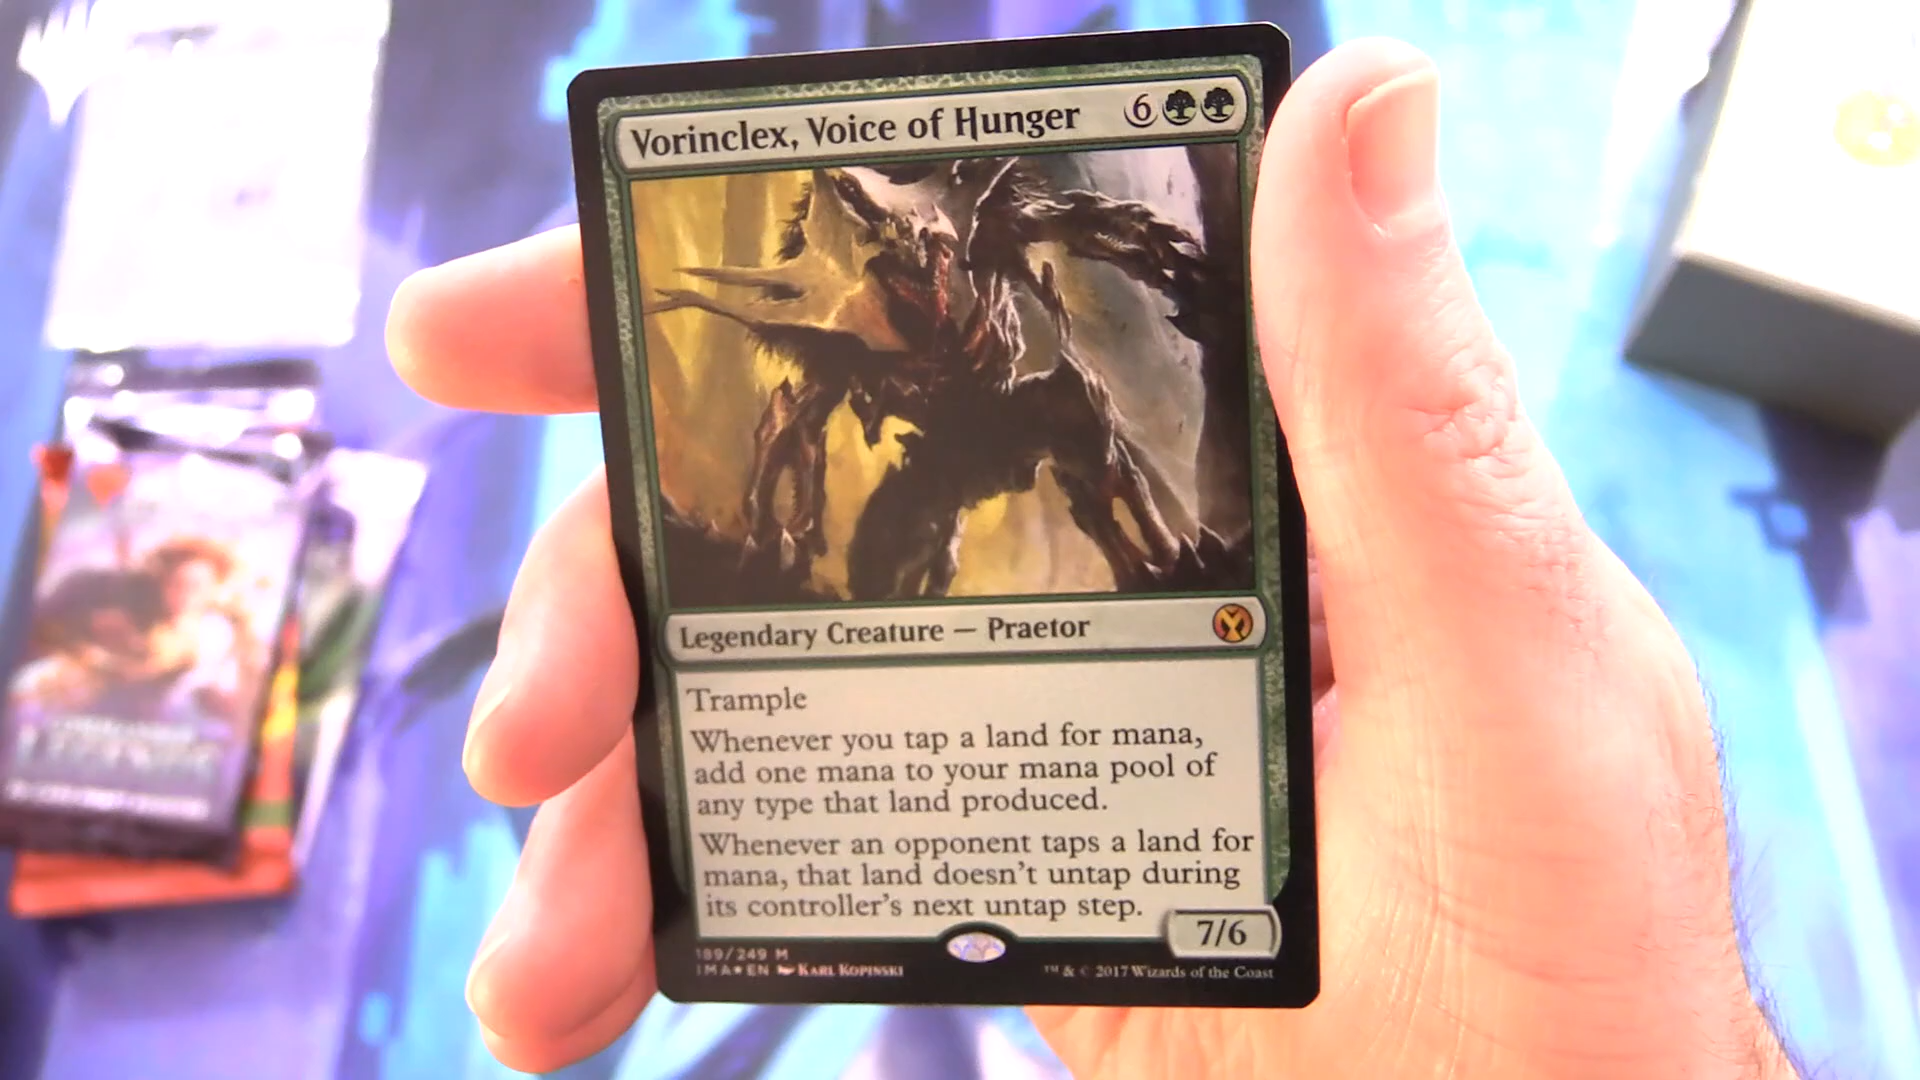 Vorinclex, Voice of Hunger 6
Legendary Creature — Praetor
Trample
Whenever you tap a land for mana,
add one mana to your mana pool of
any type that land produced.
Whenever an opponent taps a land for
mana, that land doesn't untap during
its controller's next untap step.
7/6
189/249 M
IMA★EN Karl Kopinski
™ & © 2017 Wizards of the Coast